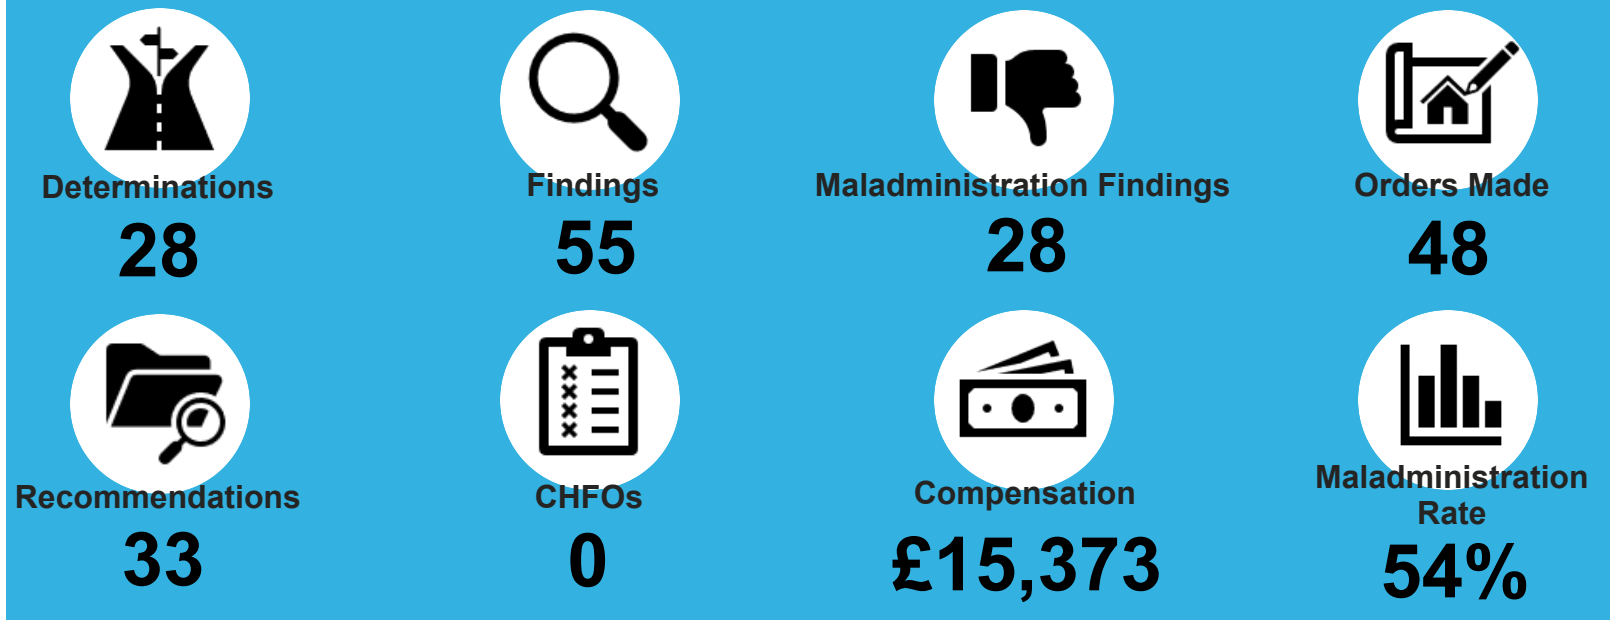 Determinations
28
Findings
55
Maladministration Findings
28
Orders Made
48
Recommendations
33
CHFOs
0
Compensation
£15,373
Maladministration
Rate
54%